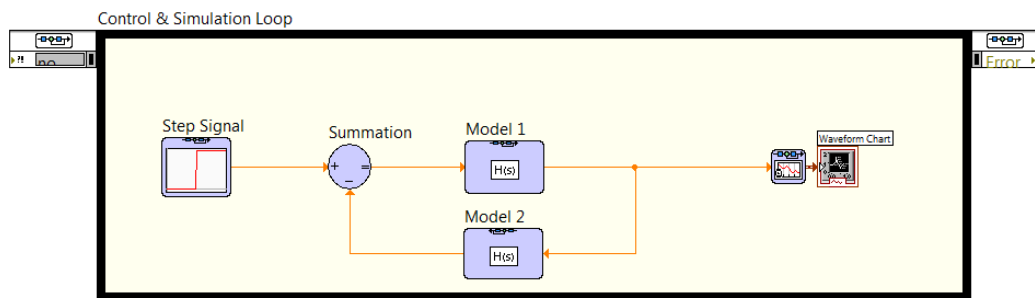 Control & Simulation Loop
?!
Error
Step Signal
Summation
Model 1
Waveform Chart
+
=
−
H(s)
Model 2
H(s)